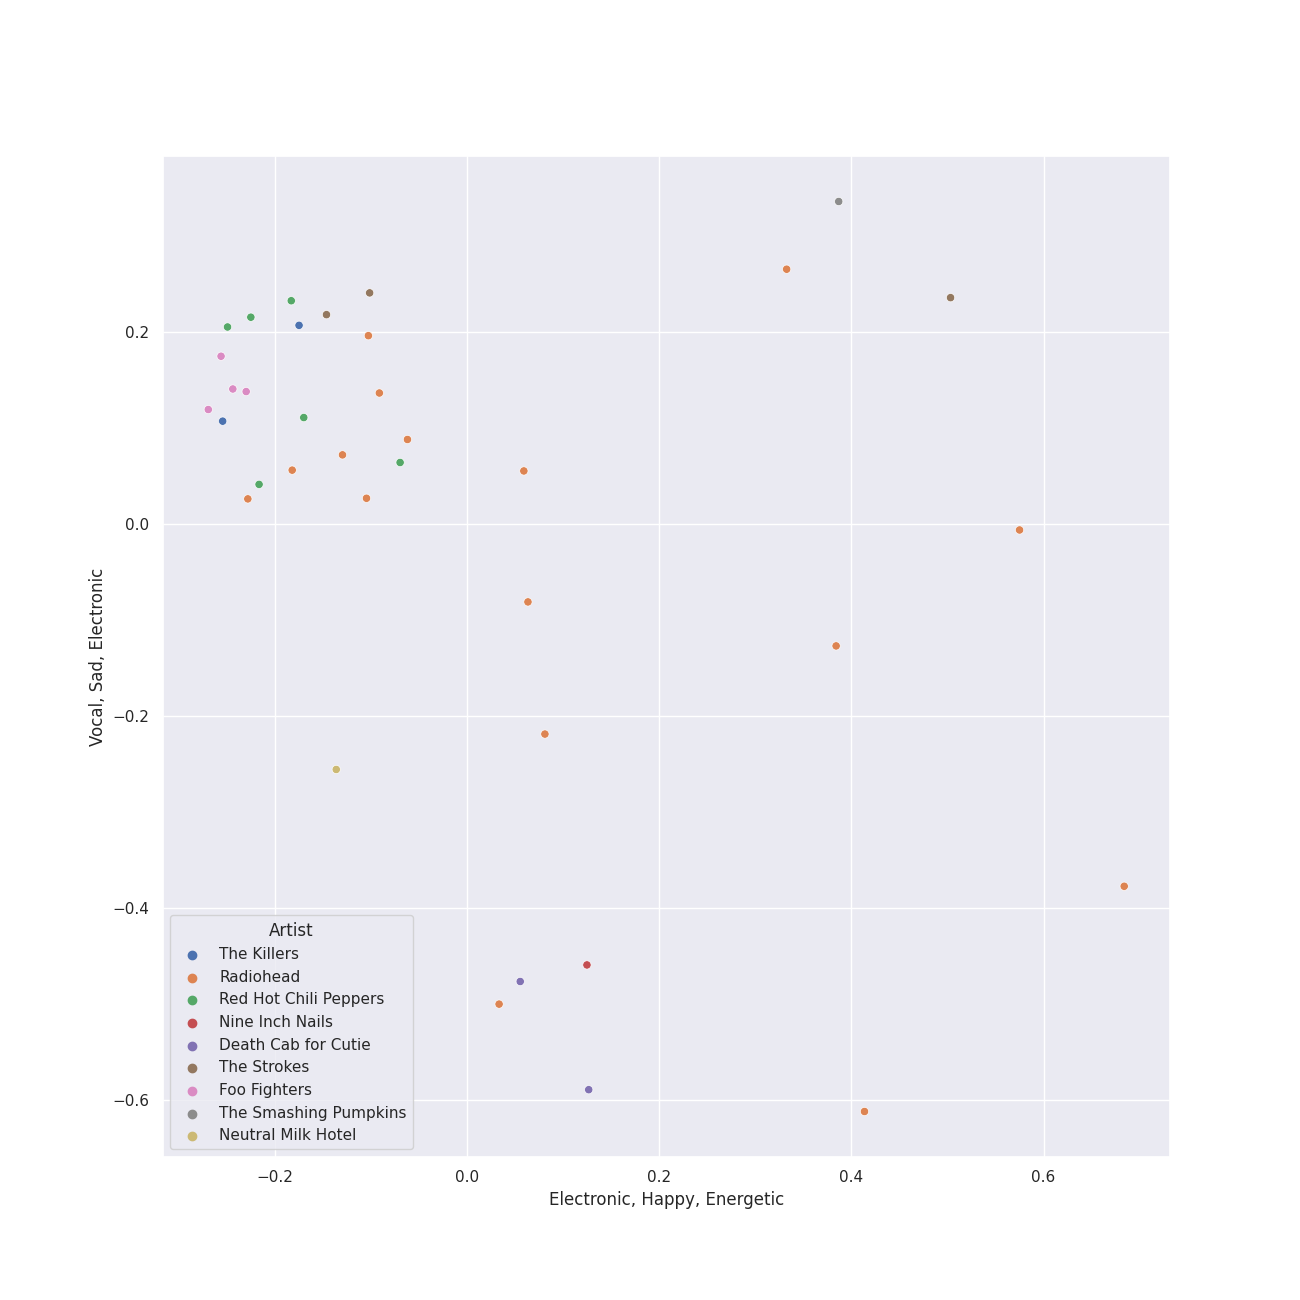 0.2
0.0
−0.2
−0.4
−0.6
Vocal, Sad, Electronic
Artist
The Killers
Radiohead
Red Hot Chili Peppers
Nine Inch Nails
Death Cab for Cutie
The Strokes
Foo Fighters
The Smashing Pumpkins
Neutral Milk Hotel
−0.2 0.0 0.2 0.4 0.6
Electronic, Happy, Energetic